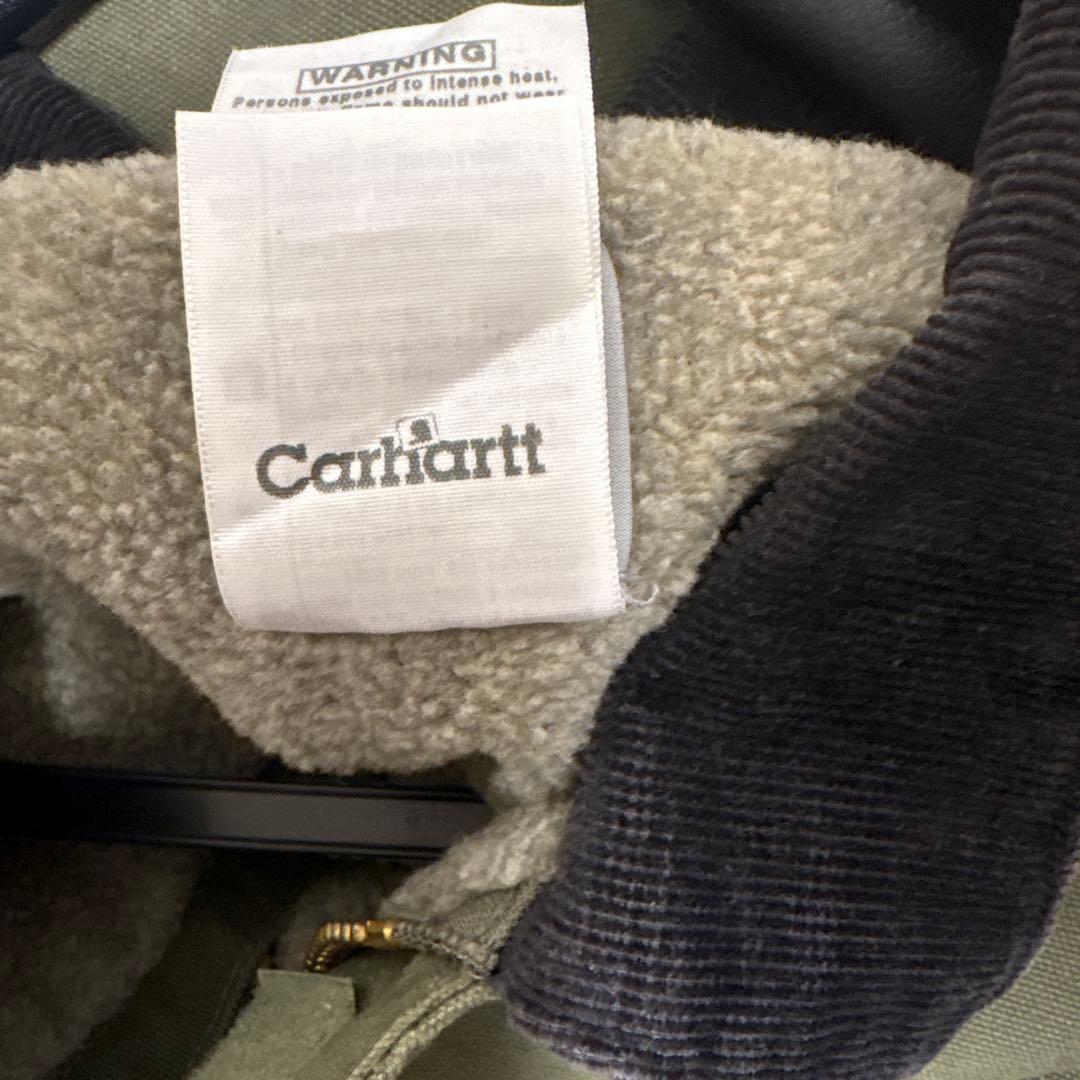 WARNING
Persons exposed to intense heat,
should not wear
Carhartt